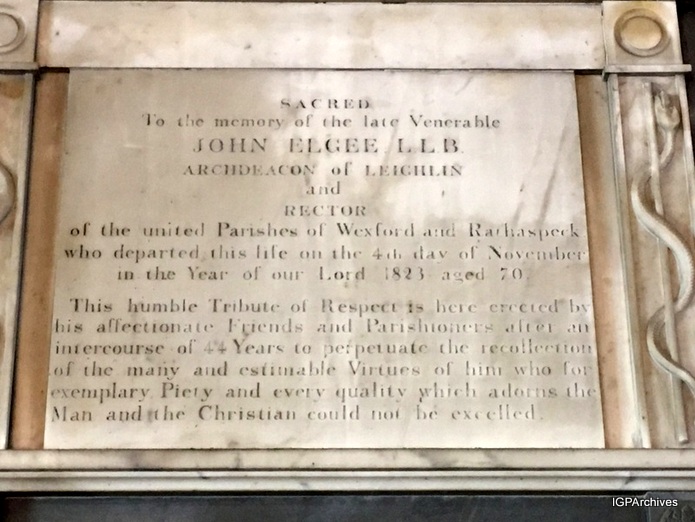 SACRED
To the memory of the late Venerable
JOHN ELGEE L.L.B.
ARCHDEACON of LEIGHLIN
and
RECTOR
of the united Parishes of Wexford and Rathaspeck
who departed this life on the 4th day of November
in the Year of our Lord 1823 aged 70.
This humble Tribute of Respect is here erected by
his affectionate Friends and Parishioners after an
intercourse of 44 Years to perpetuate the recollection
of the many and estimable Virtues of him who for
exemplary Piety and every quality which adorns the
Man and the Christian could not be excelled.
IGPArchives